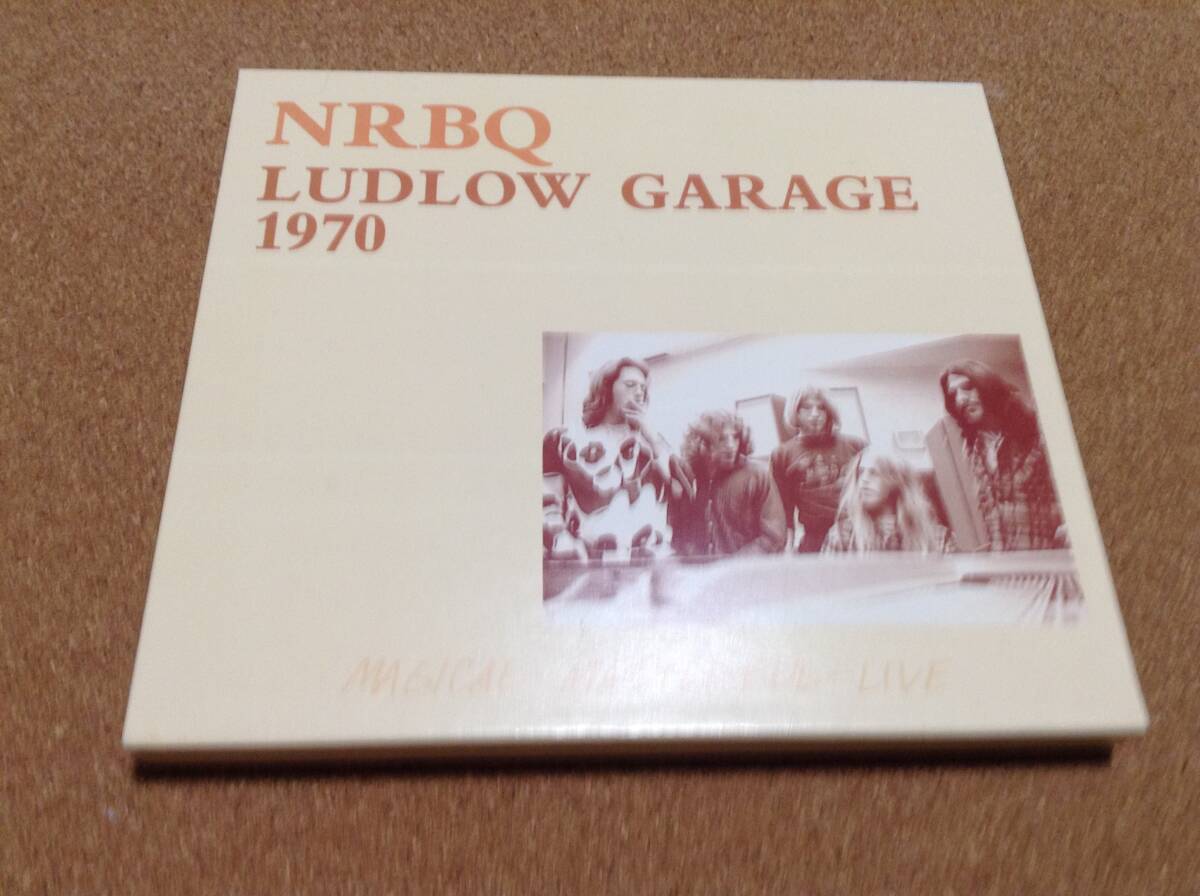 NRBQ
LUDLOW GARAGE
1970
MAGICAL LIVE